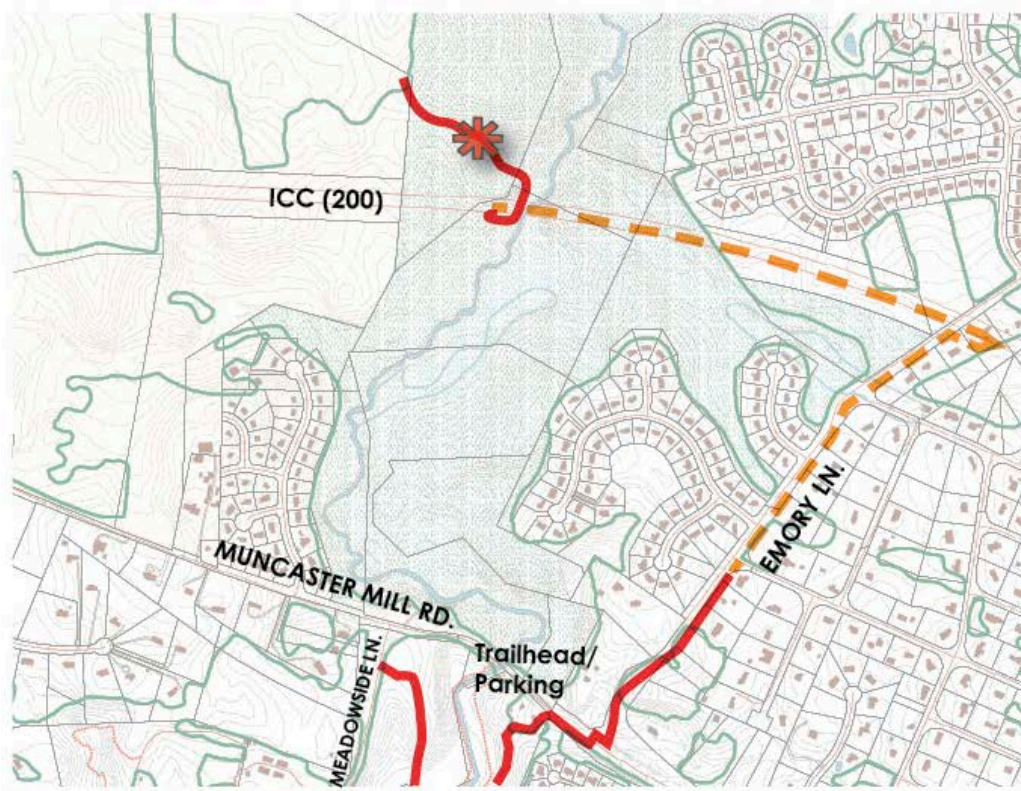 ICC (200)
EMORY LN.
MUNCASTER MILL RD.
Trailhead/
Parking
MEADOWSIDE LN.